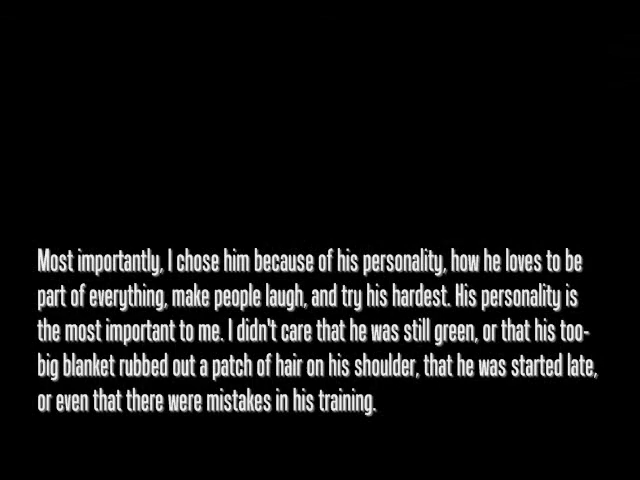 Most importantly, I chose him because of his personality, how he loves to be
part of everything, make people laugh, and try his hardest. His personality is
the most important to me. I didn't care that he was still green, or that his too-
big blanket rubbed out a patch of hair on his shoulder, that he was started late,
or even that there were mistakes in his training.